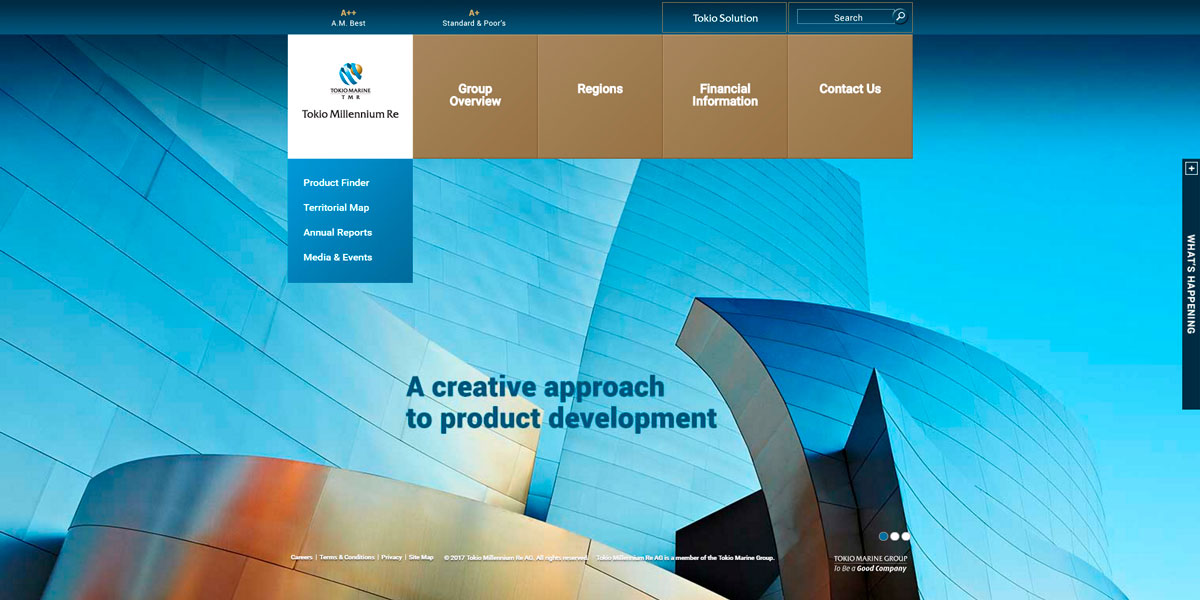 A++
A.M. Best
A+
Standard & Poor's
Tokio Solution
Search
TOKIO MARINE
T M R
Tokio Millennium Re
Group
Overview
Regions
Financial
Information
Contact Us
Product Finder
Territorial Map
Annual Reports
Media & Events
WHAT'S HAPPENING
A creative approach
to product development
Careers | Terms & Conditions | Privacy | Site Map © 2017 Tokio Millennium Re AG. All rights reserved. Tokio Millennium Re AG is a member of the Tokio Marine Group.
TOKIO MARINE GROUP
To Be a Good Company